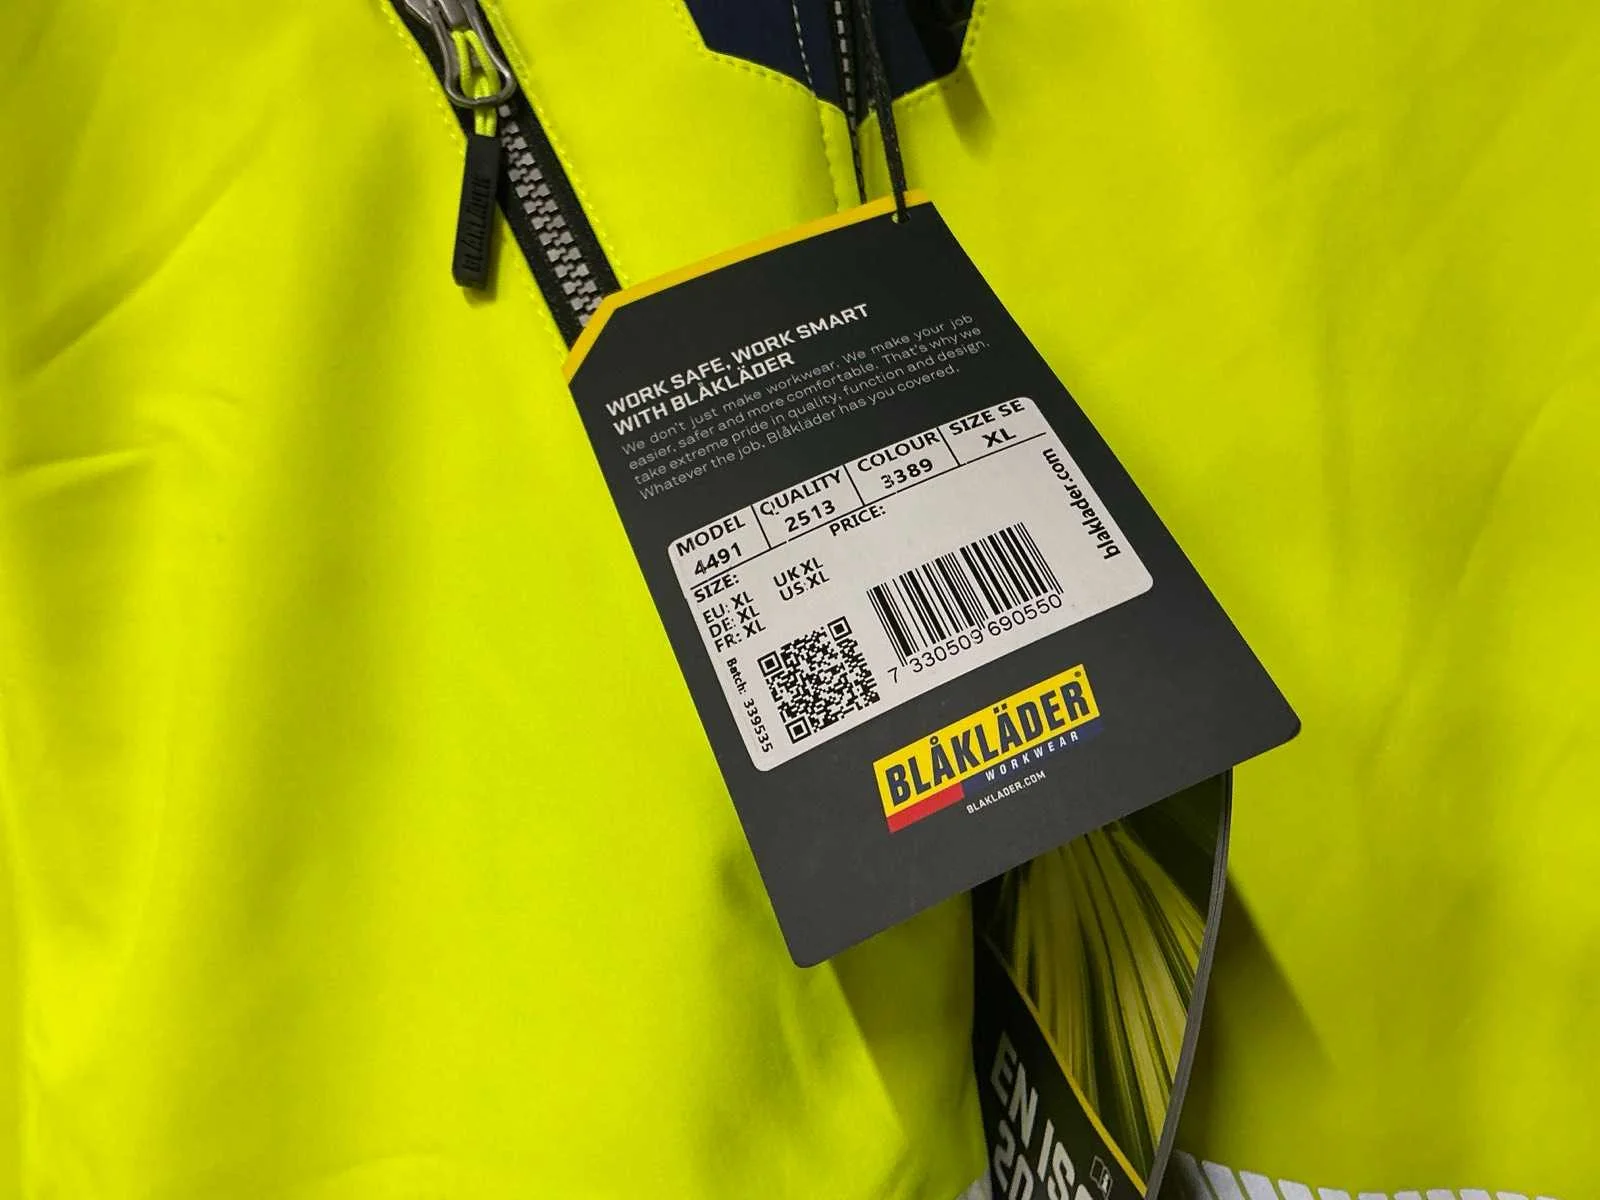 BLÅKLÄDER
WORK SAFE, WORK SMART
WITH BLÅKLÄDER
We don't just make workwear. We make your job
easier, safer and more comfortable. That's why we
take extreme pride in quality, function and design.
Whatever the job, Blåkläder has you covered.
MODEL QUALITY COLOUR SIZE SE
4491 2513 3389 XL
PRICE:
SIZE:
EU: XL UK XL
DE: XL US:XL
FR: XL
Batch: 339535
7 330509 690550
blaklader.com
BLÅKLÄDER®
WORKWEAR
BLAKLADER.COM
EN ISO
20